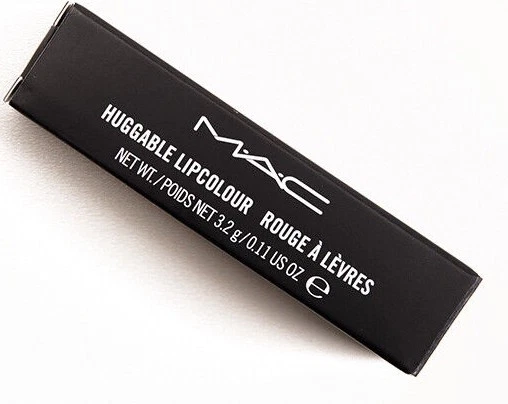 M·A·C
HUGGABLE LIPCOLOUR ROUGE À LÈVRES
NET WT./POIDS NET 3.2 g/0.11 US OZ ℮